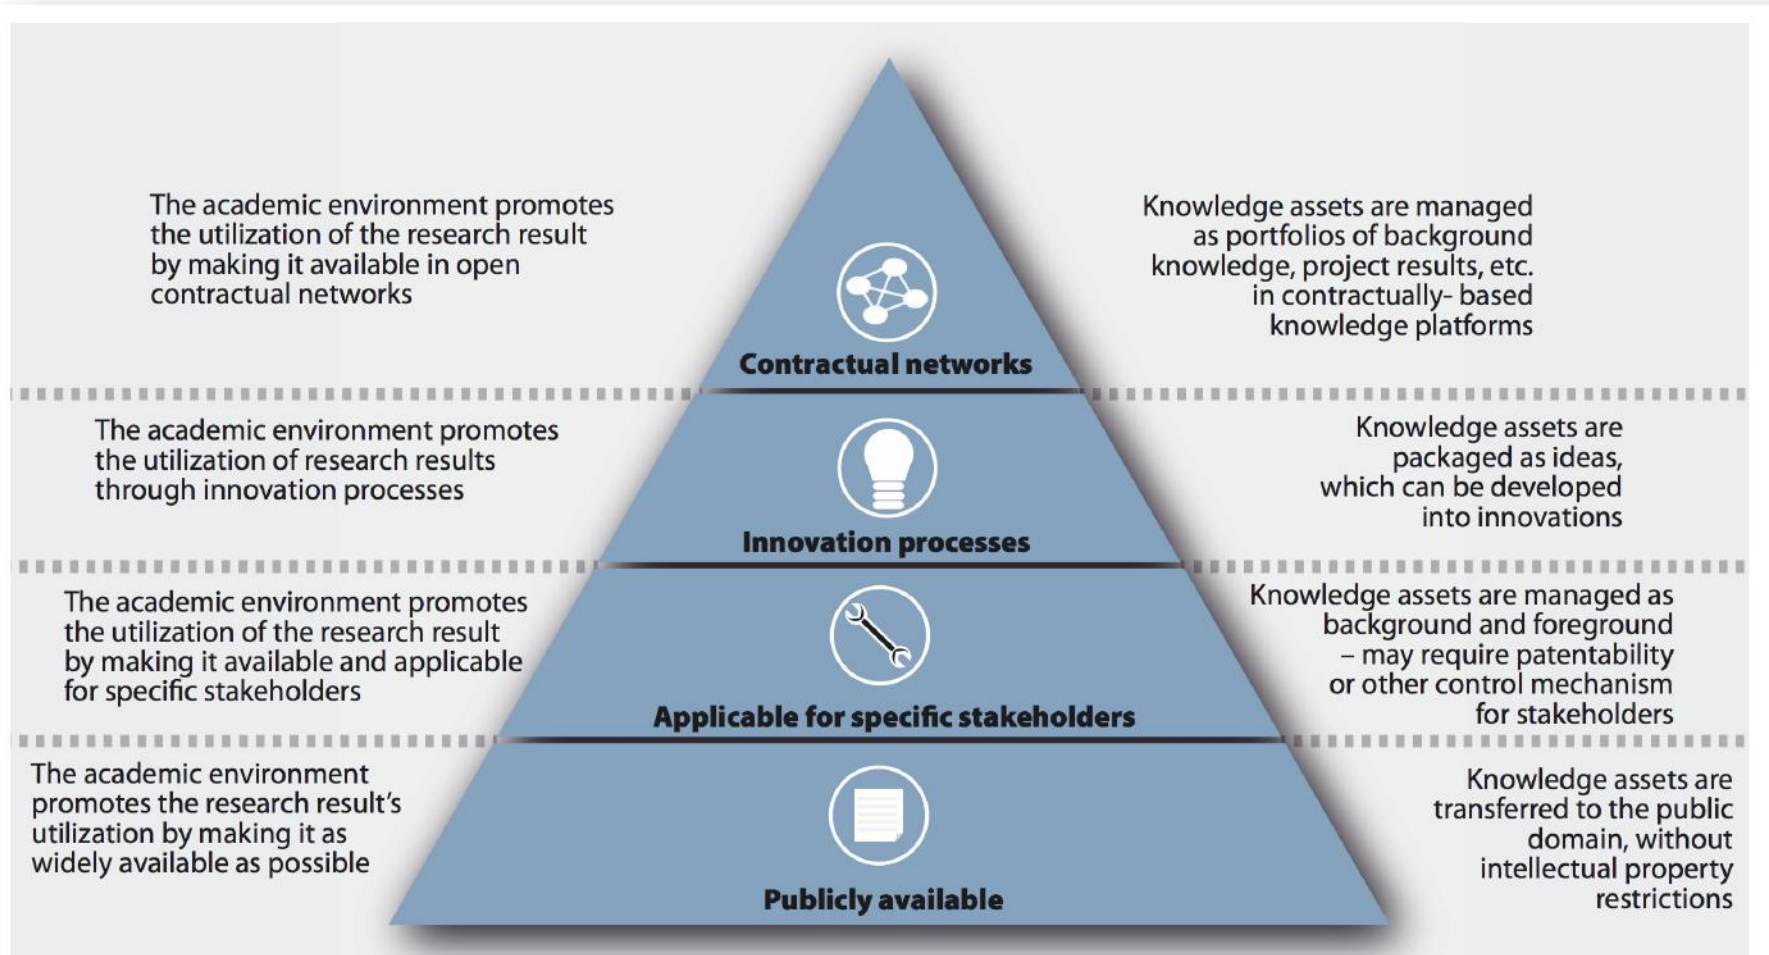 The academic environment promotes
the utilization of the research result
by making it available in open
contractual networks
Contractual networks
Knowledge assets are managed
as portfolios of background
knowledge, project results, etc.
in contractually- based
knowledge platforms
The academic environment promotes
the utilization of research results
through innovation processes
Innovation processes
Knowledge assets are
packaged as ideas,
which can be developed
into innovations
The academic environment promotes
the utilization of the research result
by making it available and applicable
for specific stakeholders
Applicable for specific stakeholders
Knowledge assets are managed as
background and foreground
– may require patentability
or other control mechanism
for stakeholders
The academic environment
promotes the research result's
utilization by making it as
widely available as possible
Publicly available
Knowledge assets are
transferred to the public
domain, without
intellectual property
restrictions